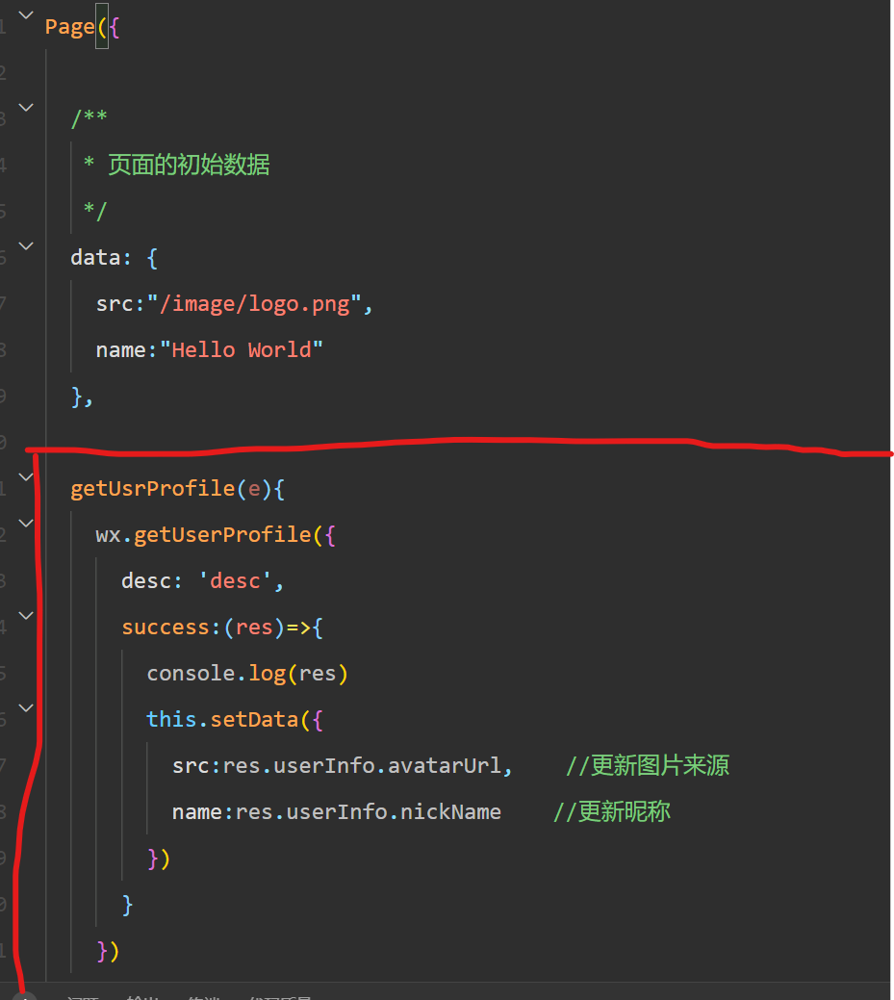 Page({
/**
* 页面的初始数据
*/
data: {
src:"/image/logo.png",
name:"Hello World"
},
getUsrProfile(e){
wx.getUserProfile({
desc: 'desc',
success:(res)=>{
console.log(res)
this.setData({
src:res.userInfo.avatarUrl, //更新图片来源
name:res.userInfo.nickName //更新昵称
})
}
})